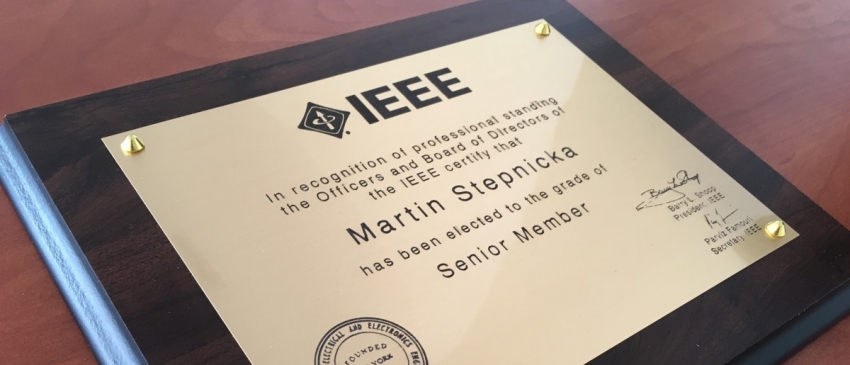 IEEE
In recognition of professional standing
the Officers and Board of Directors of
the IEEE certify that
Martin Stepnicka
has been elected to the grade of
Senior Member
Barry L. Shoop
President, IEEE
Parviz Famouri
Secretary, IEEE
ELECTRICAL AND ELECTRONICS ENG
FOUNDED
YORK